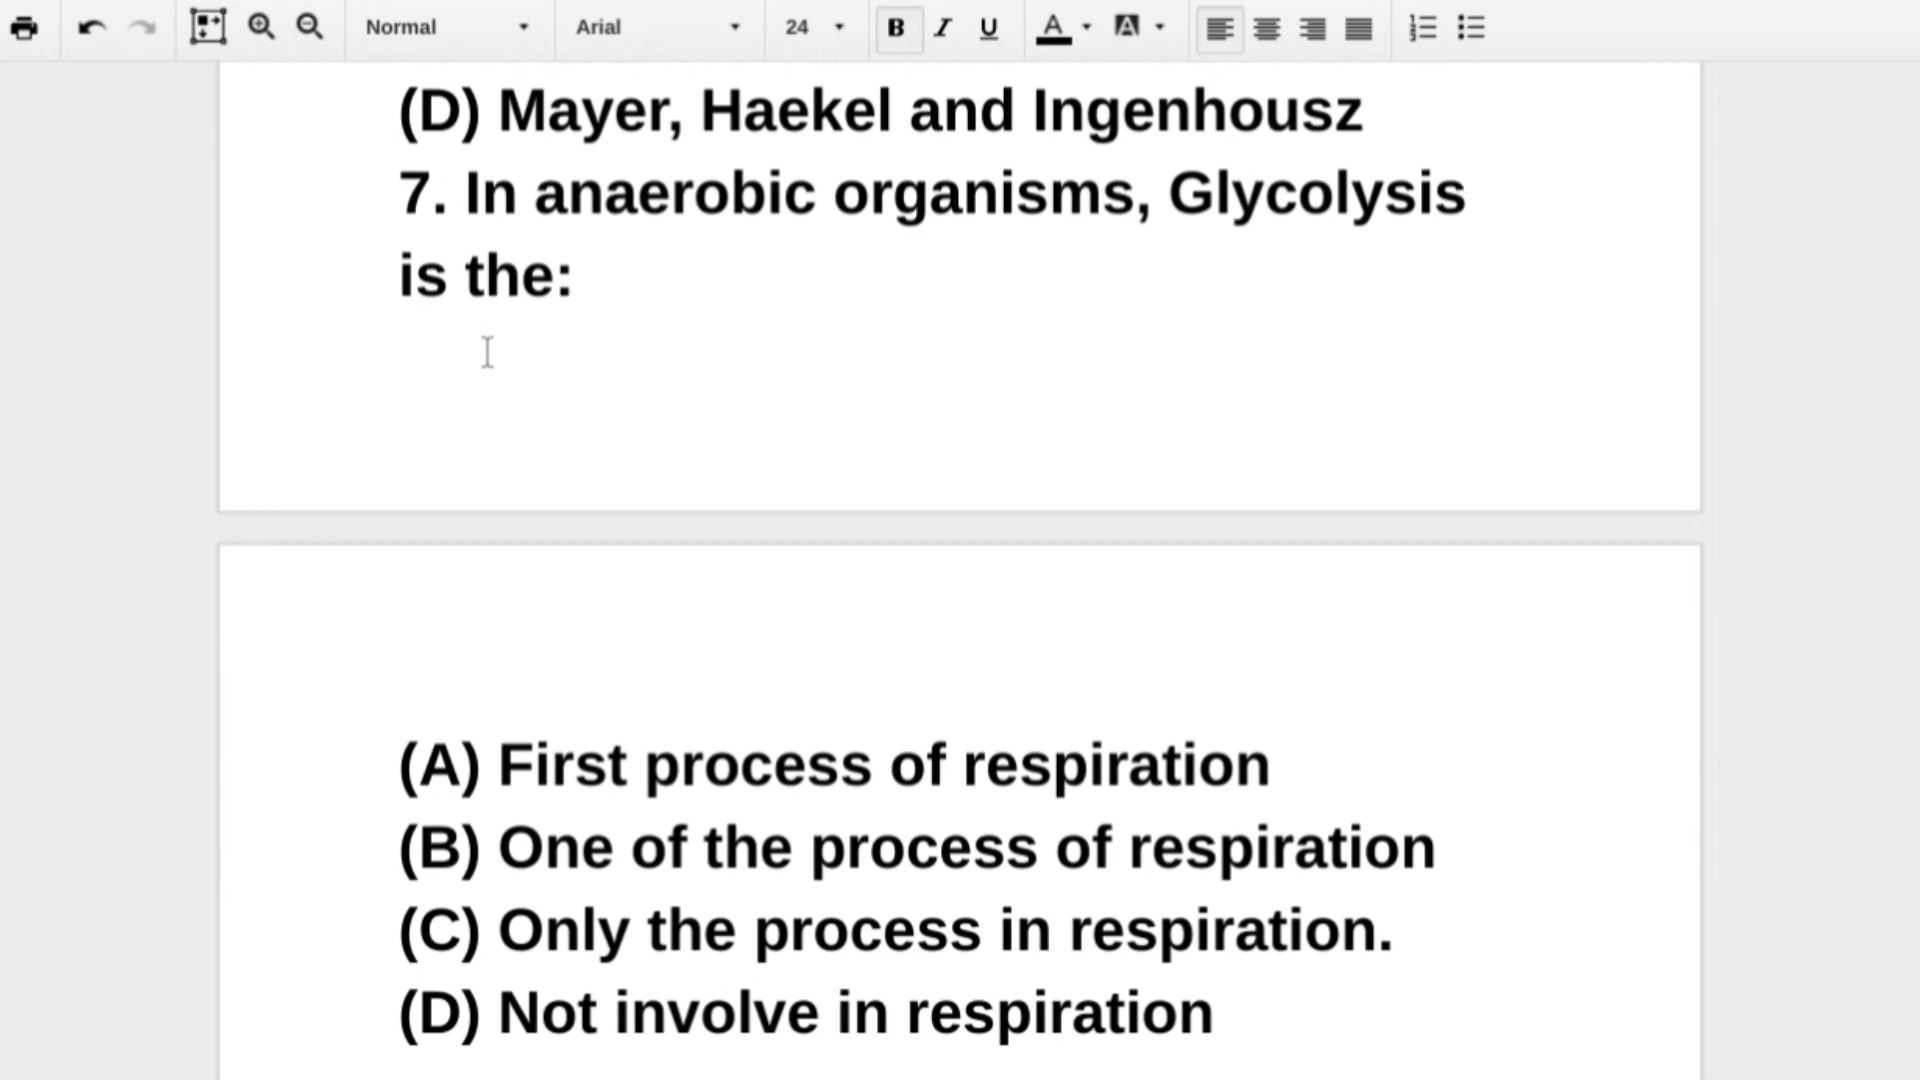 Normal Arial 24 B I U A A
(D) Mayer, Haekel and Ingenhousz
7. In anaerobic organisms, Glycolysis
is the:
(A) First process of respiration
(B) One of the process of respiration
(C) Only the process in respiration.
(D) Not involve in respiration